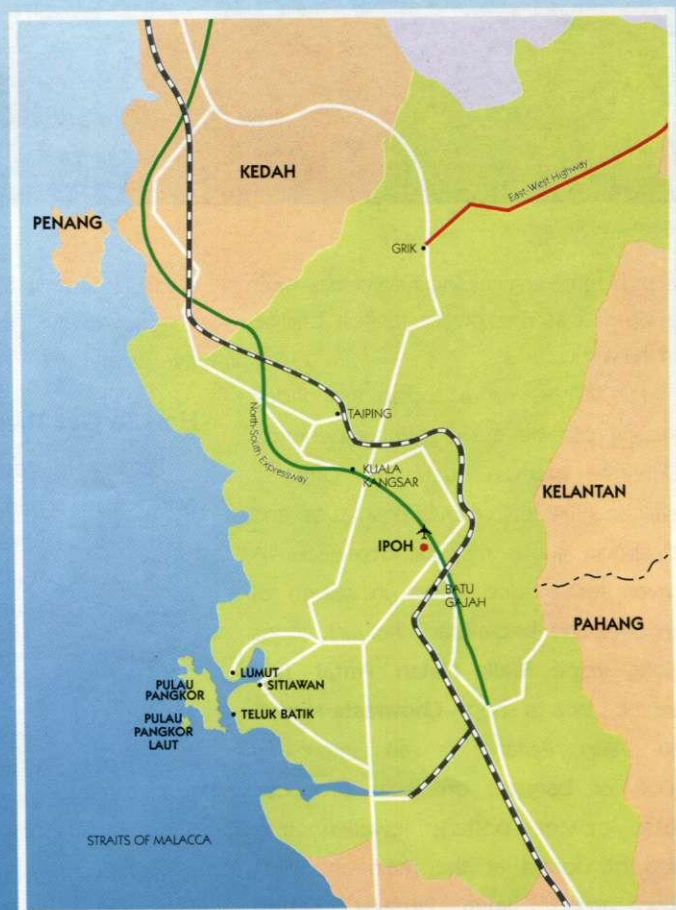 KEDAH
PENANG
East West Highway
GRIK
North-South Expressway
TAIPING
KUALA
KANGSAR
KELANTAN
IPOH
BATU
GAJAH
PAHANG
LUMUT
PULAU
PANGKOR
SITIAWAN
PULAU
PANGKOR
LAUT
TELUK BATIK
STRAITS OF MALACCA